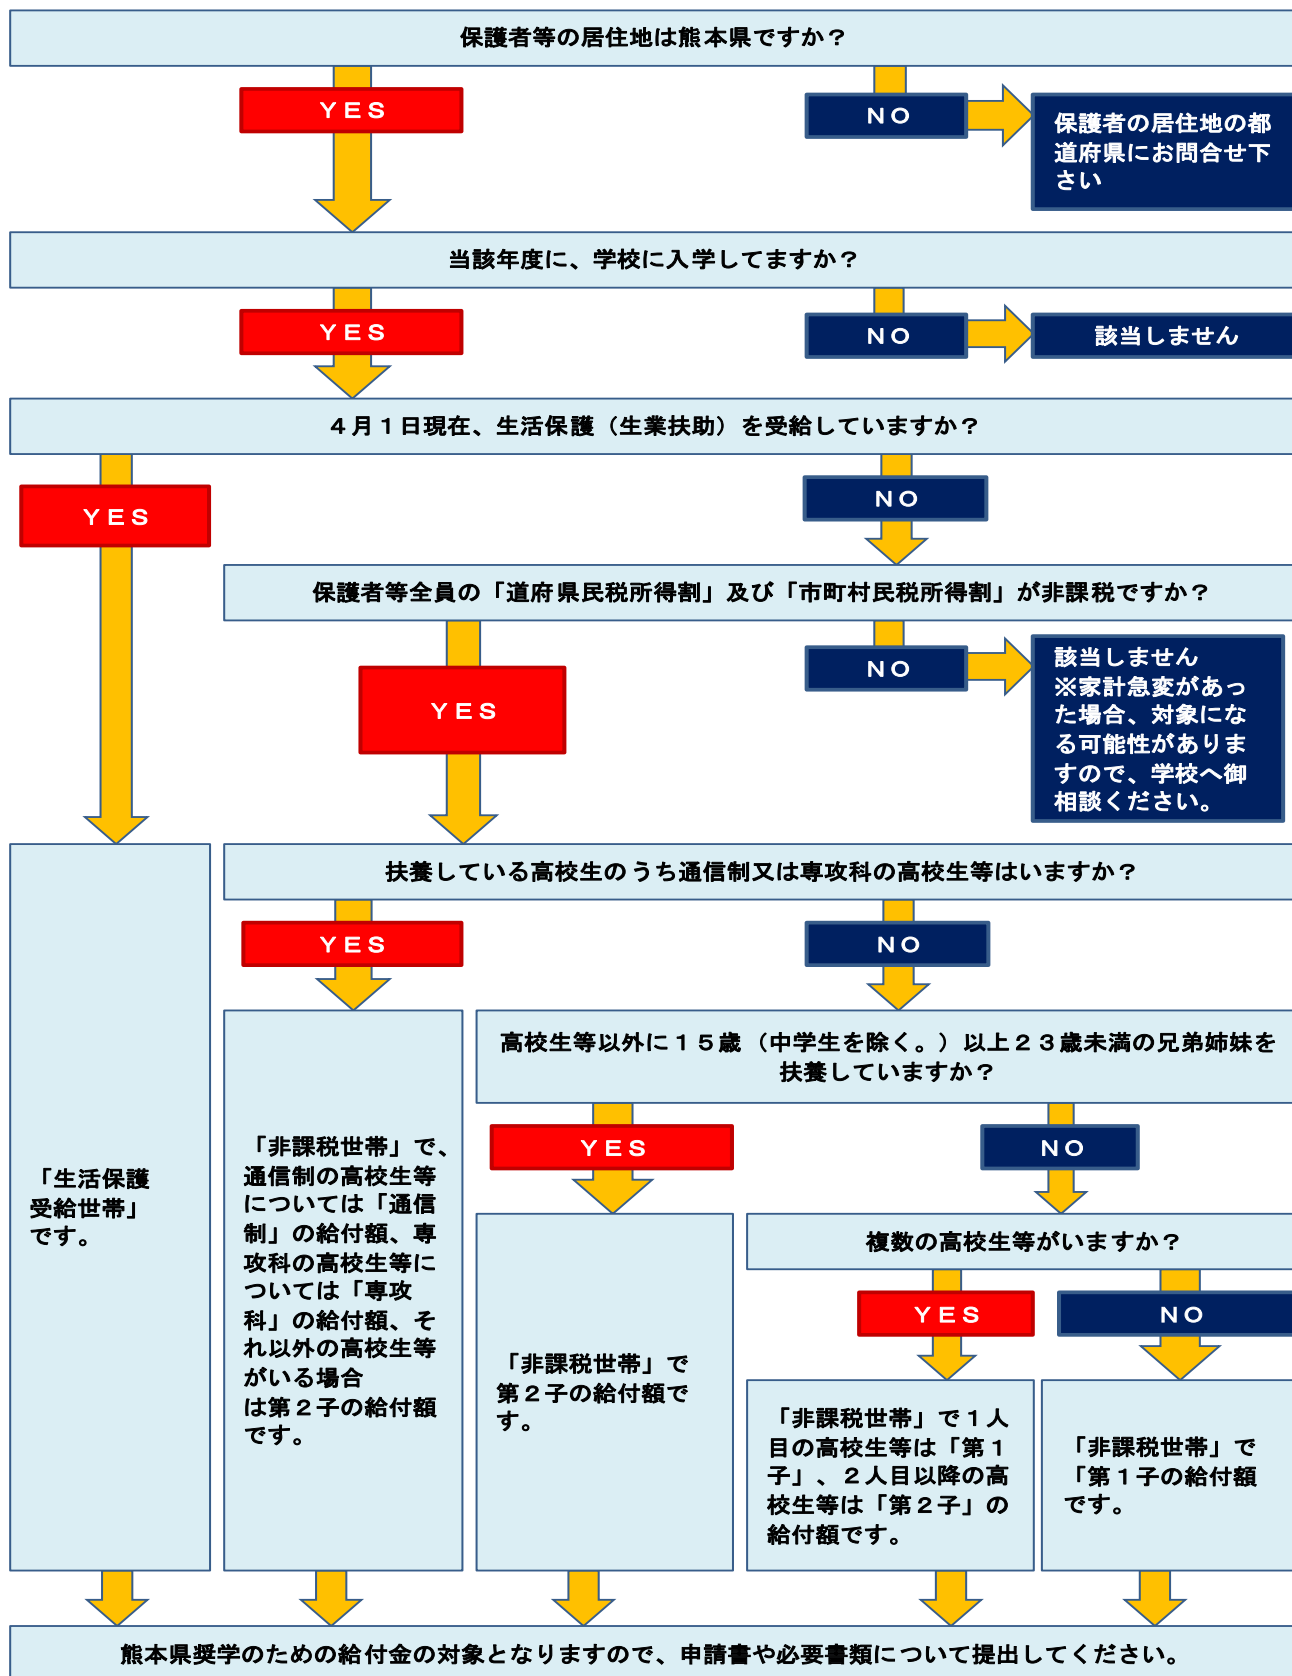 保護者等の居住地は熊本県ですか？
ＹＥＳ
ＮＯ
保護者の居住地の都
道府県にお問合せ下
さい
当該年度に、学校に入学してますか？
ＹＥＳ
ＮＯ
該当しません
４月１日現在、生活保護（生業扶助）を受給していますか？
ＹＥＳ
ＮＯ
保護者等全員の「道府県民税所得割」及び「市町村民税所得割」が非課税ですか？
ＹＥＳ
ＮＯ
該当しません
※家計急変があっ
た場合、対象にな
る可能性がありま
すので、学校へ御
相談ください。
扶養している高校生のうち通信制又は専攻科の高校生等はいますか？
ＹＥＳ
ＮＯ
高校生等以外に１５歳（中学生を除く。）以上２３歳未満の兄弟姉妹を
扶養していますか？
ＹＥＳ
ＮＯ
複数の高校生等がいますか？
ＹＥＳ
ＮＯ
「生活保護
受給世帯」
です。
「非課税世帯」で、
通信制の高校生等
については「通信
制」の給付額、専
攻科の高校生等に
ついては「専攻
科」の給付額、そ
れ以外の高校生等
がいる場合
は第２子の給付額
です。
「非課税世帯」で
第２子の給付額で
す。
「非課税世帯」で１人
目の高校生等は「第１
子」、２人目以降の高
校生等は「第２子」の
給付額です。
「非課税世帯」で
「第１子の給付額
です。
熊本県奨学のための給付金の対象となりますので、申請書や必要書類について提出してください。